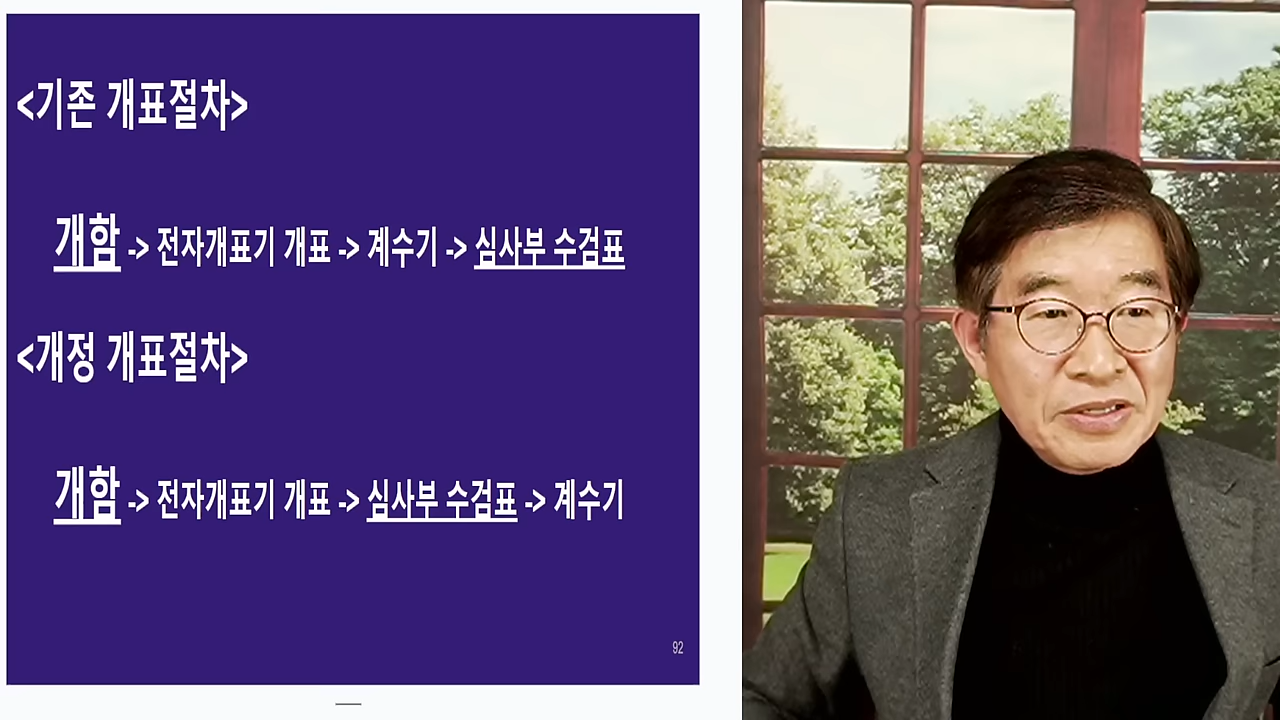 <기존 개표절차>
개함 -> 전자개표기 개표 -> 계수기 -> 심사부 수검표
<개정 개표절차>
개함 -> 전자개표기 개표 -> 심사부 수검표 -> 계수기
92